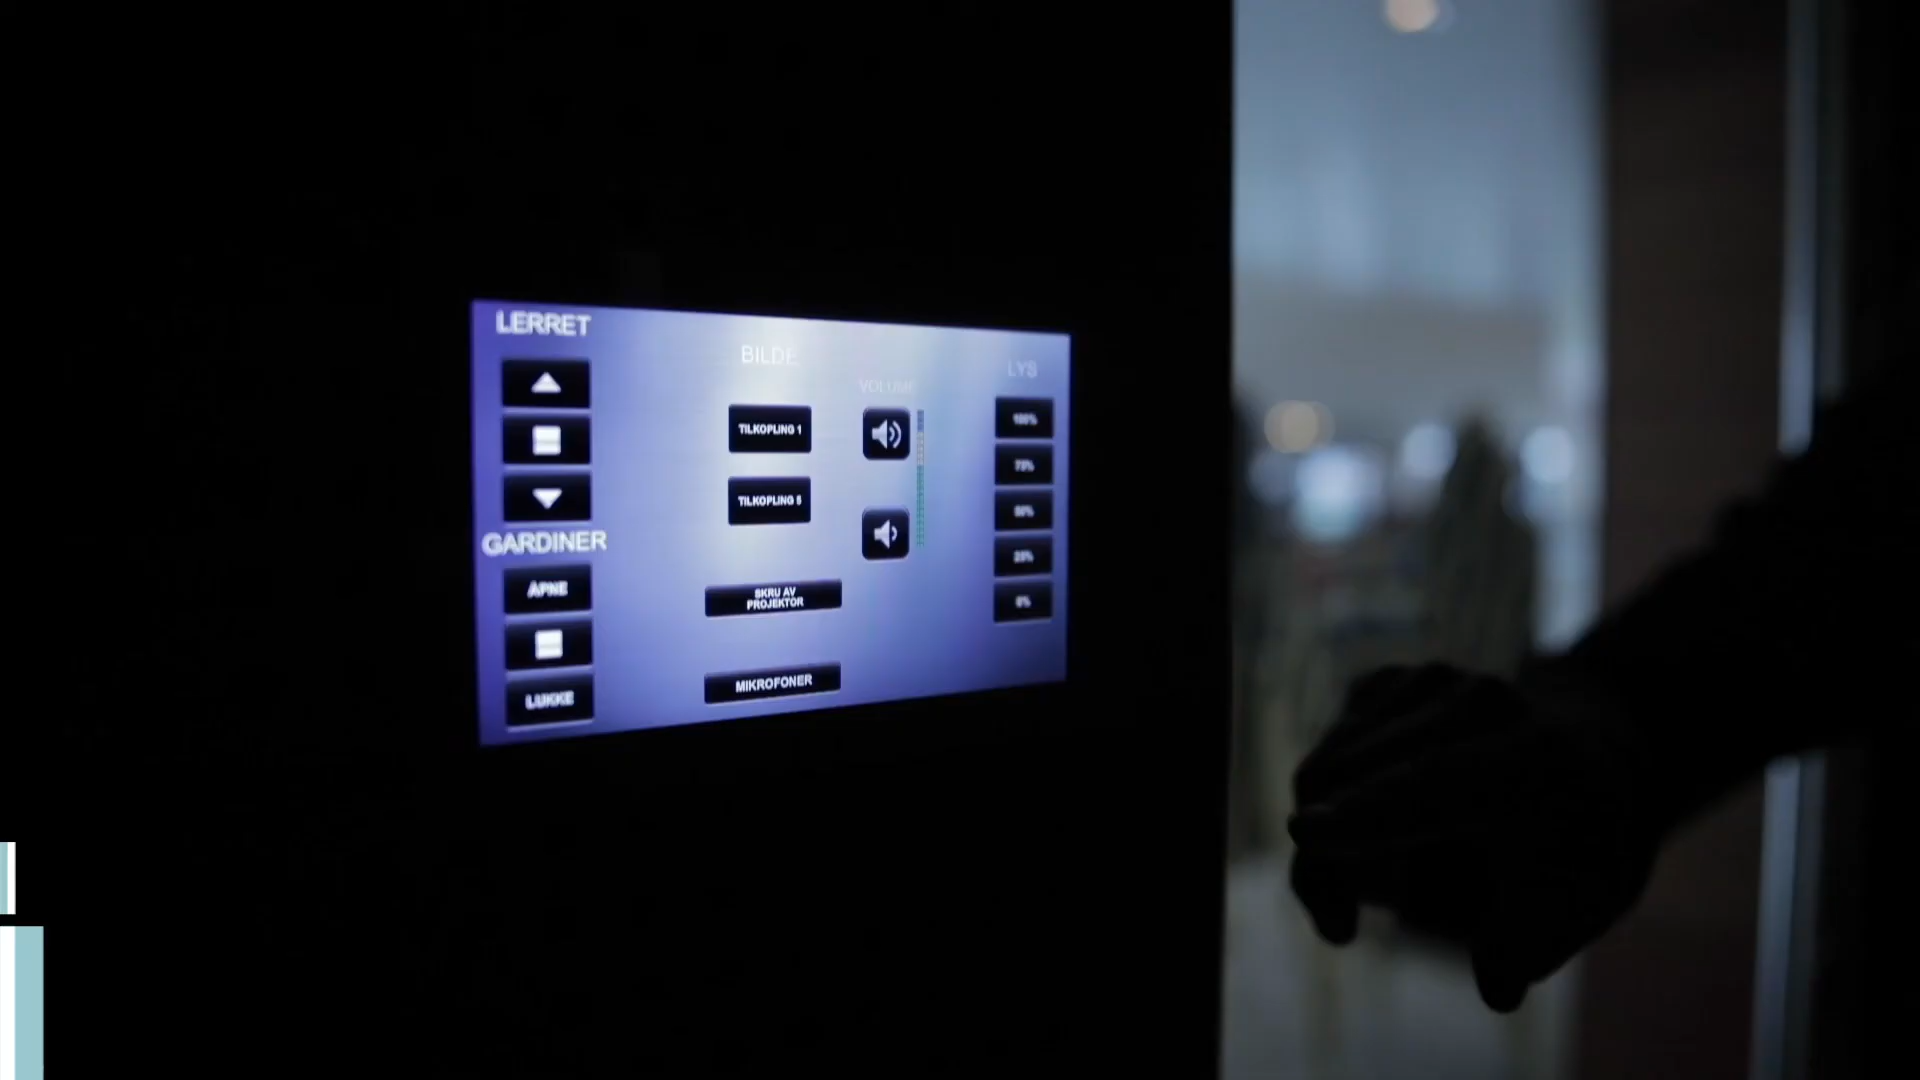 LERRET
GARDINER
ÅPNE
LUKKE
BILDE
TILKOPLING 1
TILKOPLING 5
SKRU AV
PROJEKTOR
MIKROFONER
VOLUME
LYS
100%
75%
50%
25%
0%